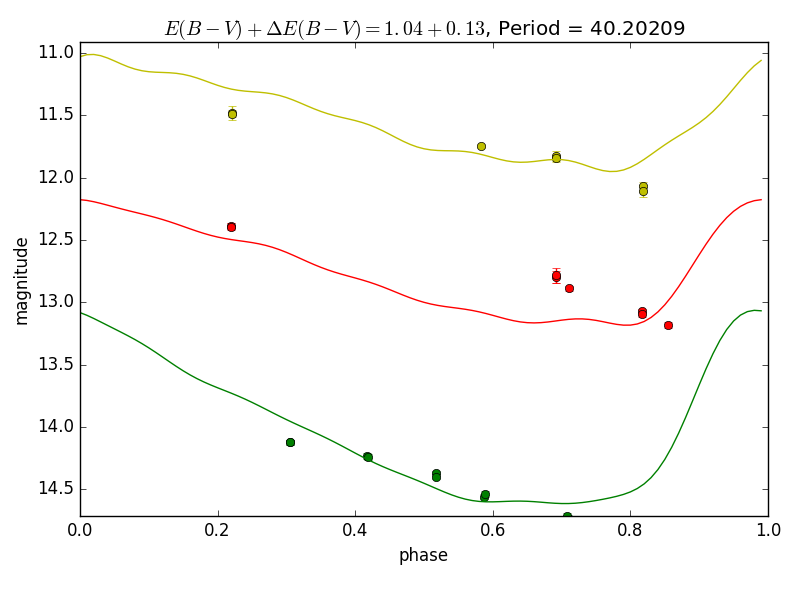 E(B − V) + ΔE(B − V) = 1.04 + 0.13, Period = 40.20209
11.0
11.5
12.0
12.5
13.0
13.5
14.0
14.5
magnitude
0.0 0.2 0.4 0.6 0.8 1.0
phase